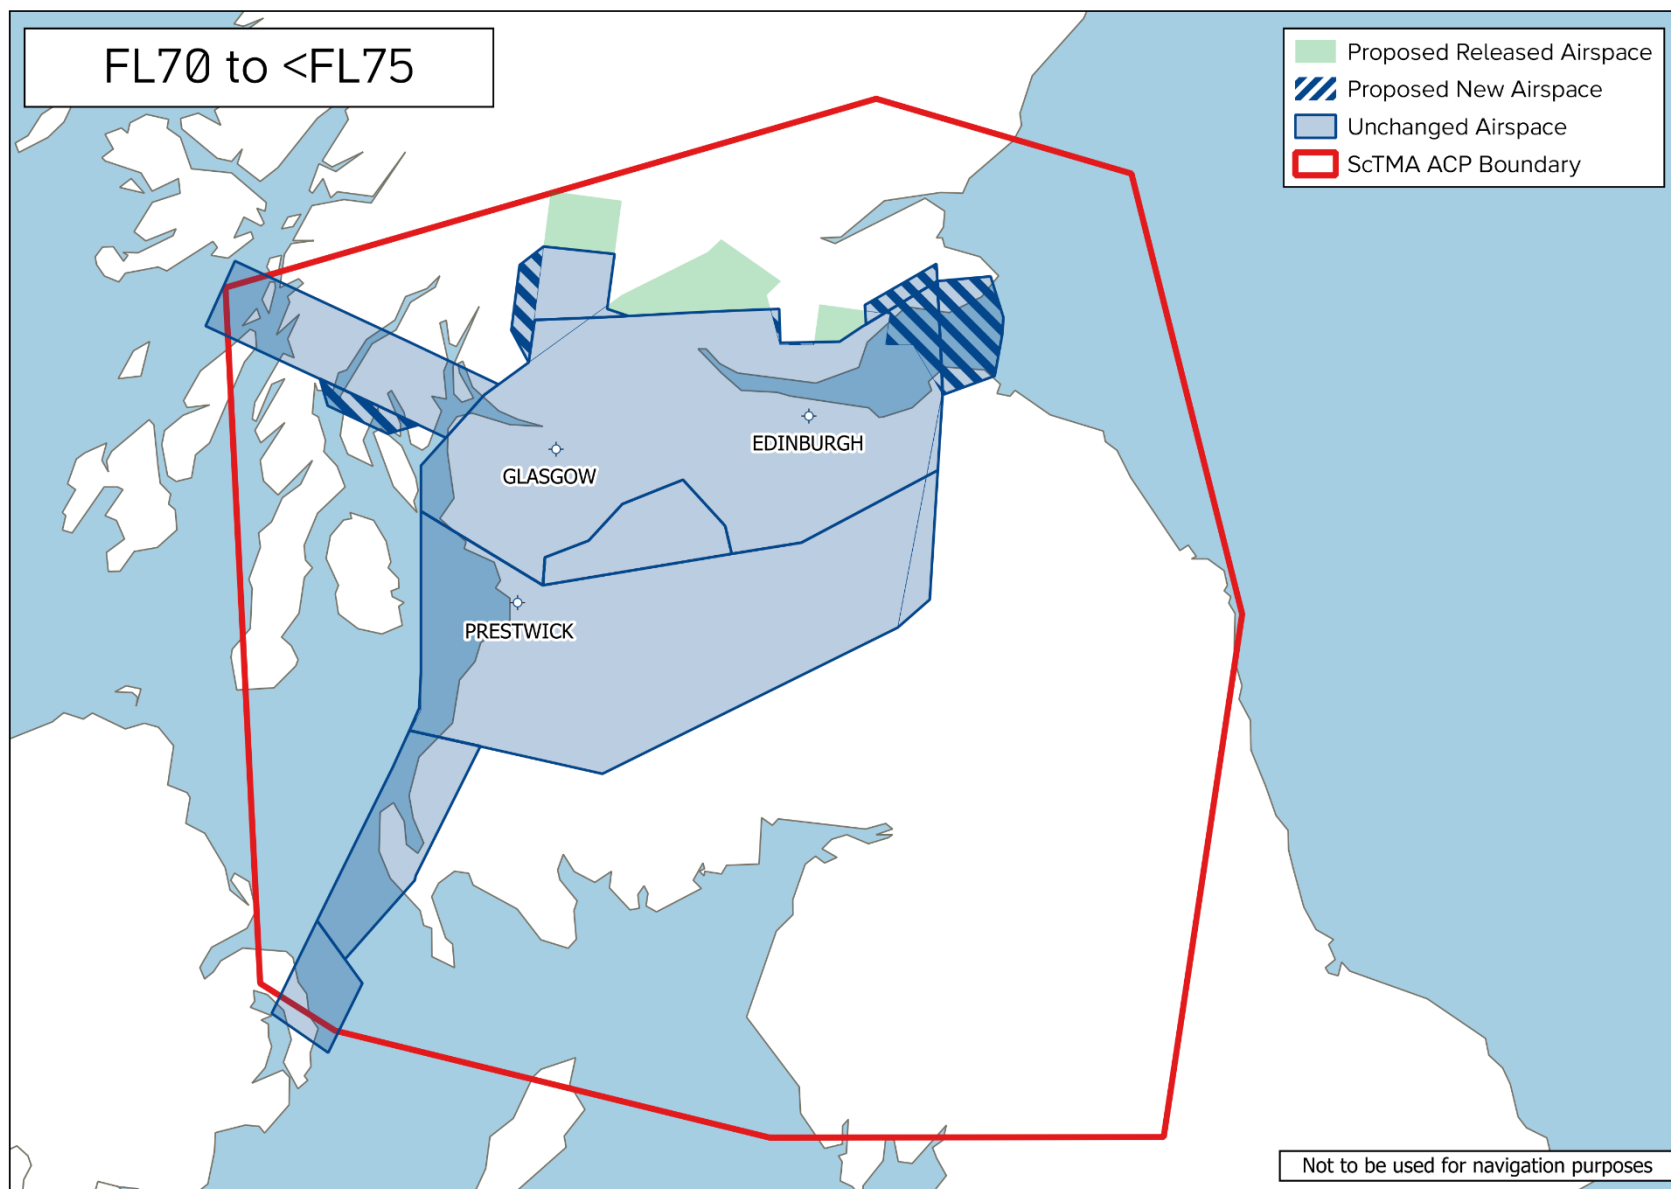 FL70 to <FL75
Proposed Released Airspace
Proposed New Airspace
Unchanged Airspace
ScTMA ACP Boundary
EDINBURGH
GLASGOW
PRESTWICK
Not to be used for navigation purposes